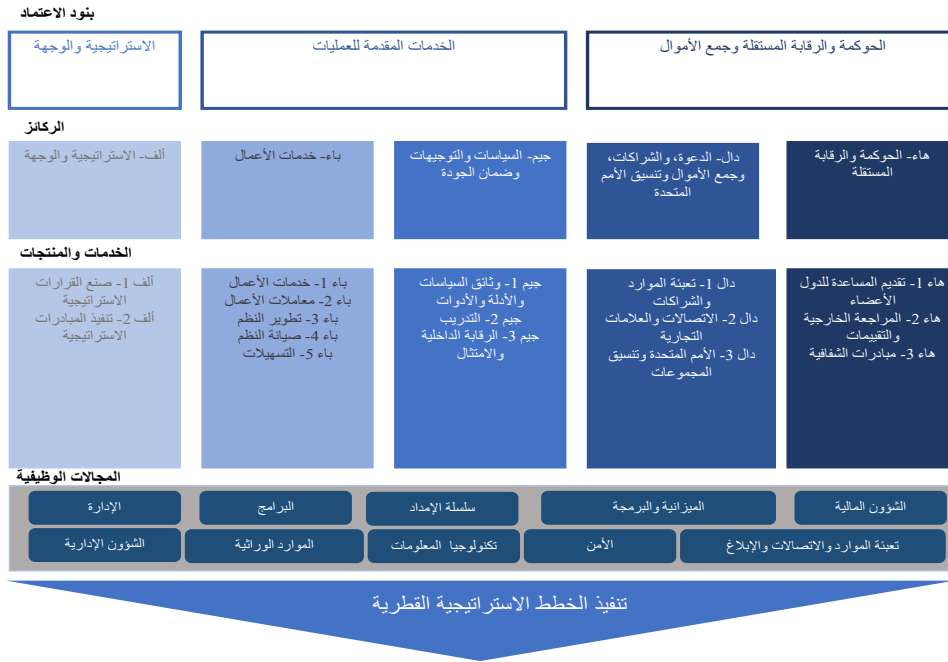 بنود الاعتماد
الحوكمة والرقابة المستقلة وجمع الأموال
الخدمات المقدمة للعمليات
الاستراتيجية والوجهة
الركائز
هاء- الحوكمة والرقابة
المستقلة
دال- الدعوة، والشراكات،
وجمع الأموال وتنسيق الأمم
المتحدة
جيم- السياسات والتوجيهات
وضمان الجودة
باء- خدمات الأعمال
ألف- الاستراتيجية والوجهة
الخدمات والمنتجات
هاء 1- تقديم المساعدة للدول
الأعضاء
هاء 2- المراجعة الخارجية
والتقييمات
هاء 3- مبادرات الشفافية
دال 1- تعبئة الموارد
والشراكات
دال 2- الاتصالات والعلامات
التجارية
دال 3- الأمم المتحدة وتنسيق
المجموعات
جيم 1- وثائق السياسات
والأدلة والأدوات
جيم 2- التدريب
جيم 3- الرقابة الداخلية
والامتثال
باء 1- خدمات الأعمال
باء 2- معاملات الأعمال
باء 3- تطوير النظم
باء 4- صيانة النظم
باء 5- التسهيلات
ألف 1- صنع القرارات
الاستراتيجية
ألف 2- تنفيذ المبادرات
الاستراتيجية
المجالات الوظيفية
الشؤون المالية
الميزانية والبرمجة
سلسلة الإمداد
البرامج
الإدارة
تعبئة الموارد والاتصالات والإبلاغ
الأمن
تكنولوجيا المعلومات
الموارد الوراثية
الشؤون الإدارية
تنفيذ الخطط الاستراتيجية القطرية